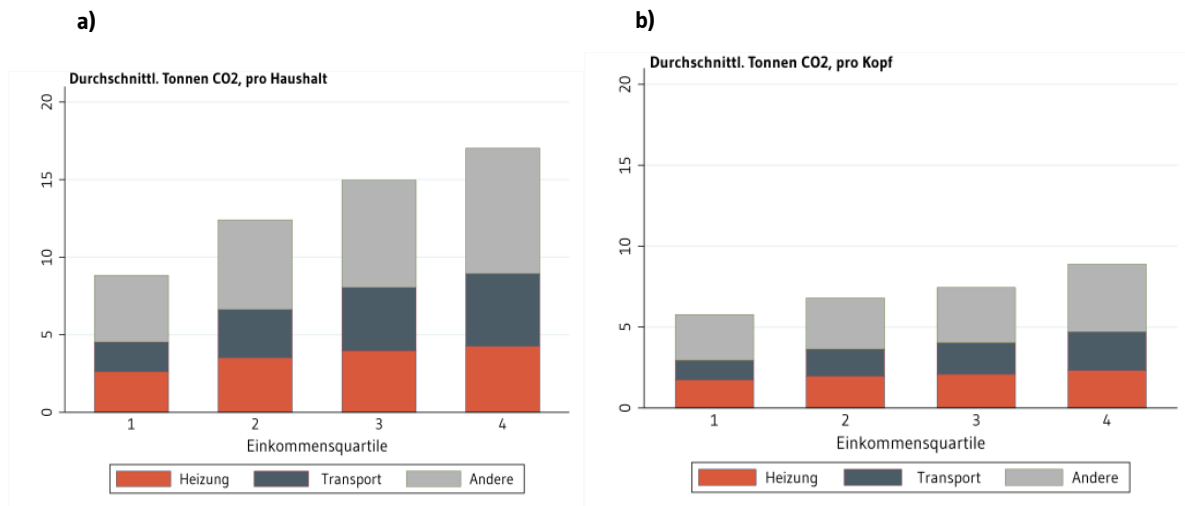 a)
Durchschnittl. Tonnen CO2, pro Haushalt
20
15
10
5
0
1 2 3 4
Einkommensquartile
Heizung Transport Andere
b)
Durchschnittl. Tonnen CO2, pro Kopf
20
15
10
5
0
1 2 3 4
Einkommensquartile
Heizung Transport Andere